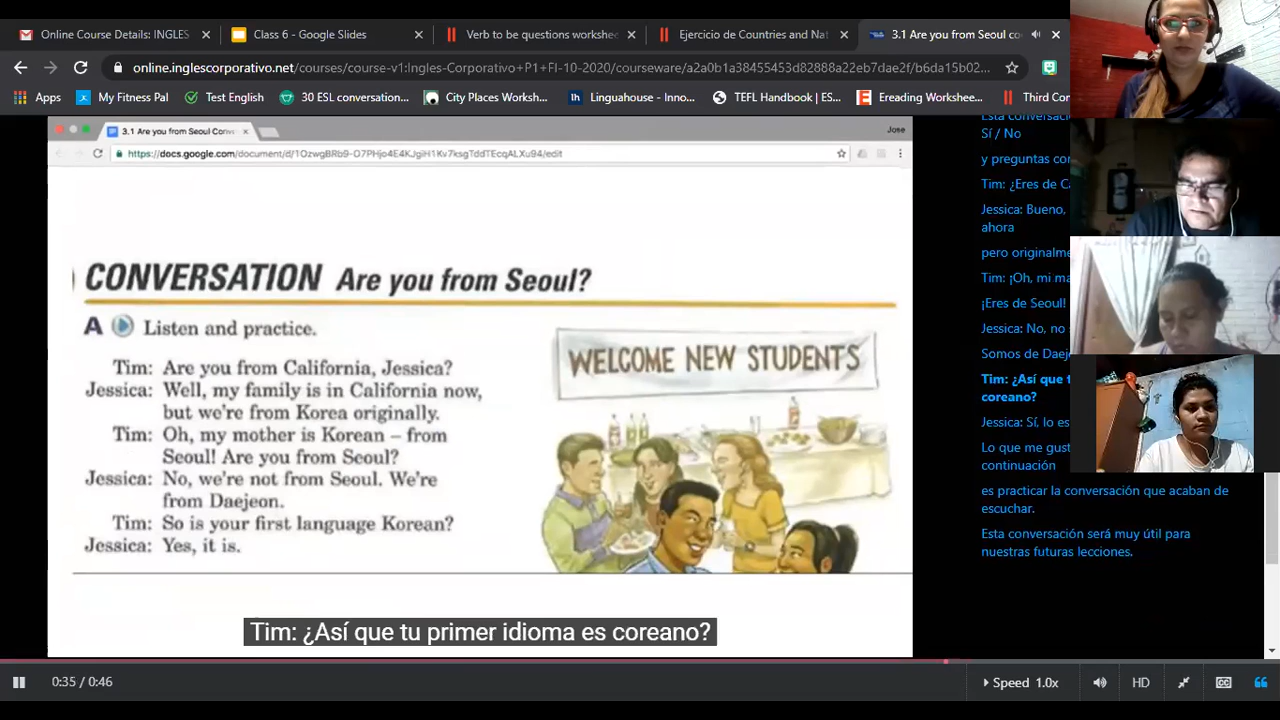 Online Course Details: INGLES
Class 6 - Google Slides
Verb to be questions workshe
Ejercicio de Countries and Nat
3.1 Are you from Seoul co
online.inglescorporativo.net/courses/course-v1:Ingles-Corporativo+P1+FI-10-2020/courseware/a2a0b1a38455453d82888a22eb7dae2f/b6da15b02...
Apps
My Fitness Pal
Test English
30 ESL conversation...
City Places Worksh...
Linguahouse - Inno...
TEFL Handbook | ES...
Ereading Workshee...
Third Con
3.1 Are you from Seoul Conv
Jose
https://docs.google.com/document/d/1OzwgBRb9-O7PHjo4E4KJgiH1Kv7ksgTddTEcqALXu94/edit
CONVERSATION Are you from Seoul?
A Listen and practice.
Tim: Are you from California, Jessica?
Jessica: Well, my family is in California now,
but we're from Korea originally.
Tim: Oh, my mother is Korean – from
Seoul! Are you from Seoul?
Jessica: No, we're not from Seoul. We're
from Daejeon.
Tim: So is your first language Korean?
Jessica: Yes, it is.
WELCOME NEW STUDENTS
Tim: ¿Así que tu primer idioma es coreano?
Esta conversaci
Sí / No
y preguntas con
Tim: ¿Eres de Ca
Jessica: Bueno,
ahora
pero originalme
Tim: ¡Oh, mi ma
¡Eres de Seul!
Jessica: No, no s
Somos de Daej
Tim: ¿Así que t
coreano?
Jessica: Sí, lo es
Lo que me gust
continuación
es practicar la conversación que acaban de
escuchar.
Esta conversación será muy útil para
nuestras futuras lecciones.
0:35 / 0:46
Speed 1.0x
HD
CC